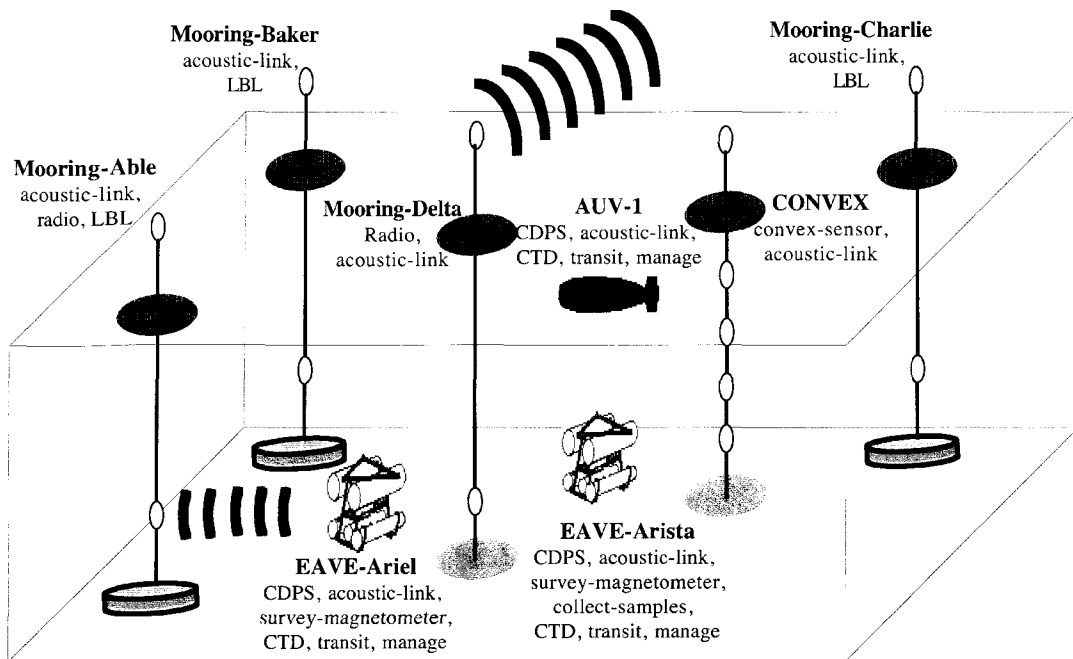 Mooring-Baker
acoustic-link,
LBL
Mooring-Charlie
acoustic-link,
LBL
Mooring-Able
acoustic-link,
radio, LBL
Mooring-Delta
Radio,
acoustic-link
AUV-1
CDPS, acoustic-link,
CTD, transit, manage
CONVEX
convex-sensor,
acoustic-link
EAVE-Ariel
CDPS, acoustic-link,
survey-magnetometer,
CTD, transit, manage
EAVE-Arista
CDPS, acoustic-link,
survey-magnetometer,
collect-samples,
CTD, transit, manage